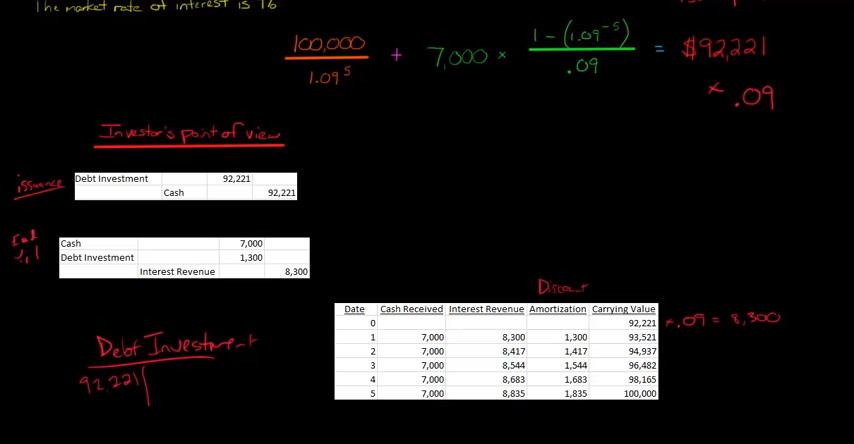 The market rate of interest is
100,000
1.09⁵
+ 7,000 ×
1 - (1.09⁻⁵)
.09
= $92,221
× .09
Investor's point of view
issuance
Debt Investment 92,221
Cash 92,221
End
yr 1
Cash 7,000
Debt Investment 1,300
Interest Revenue 8,300
Discount
Date Cash Received Interest Revenue Amortization Carrying Value
0 92,221 × .09 = 8,300
1 7,000 8,300 1,300 93,521
2 7,000 8,417 1,417 94,937
3 7,000 8,544 1,544 96,482
4 7,000 8,683 1,683 98,165
5 7,000 8,835 1,835 100,000
Debt Investment
92,221